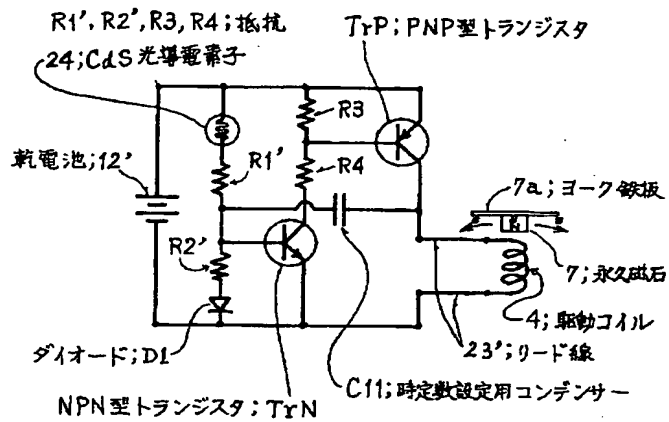 R1′, R2′, R3, R4; 抵抗
24; CdS光導電素子
TrP; PNP型トランジスタ
R3
乾電池; 12′
R1′
R4
7a; ヨーク鉄板
R2′
7; 永久磁石
4; 駆動コイル
23′; リード線
ダイオード; D1
C11; 時定数設定用コンデンサー
NPN型トランジスタ; TrN